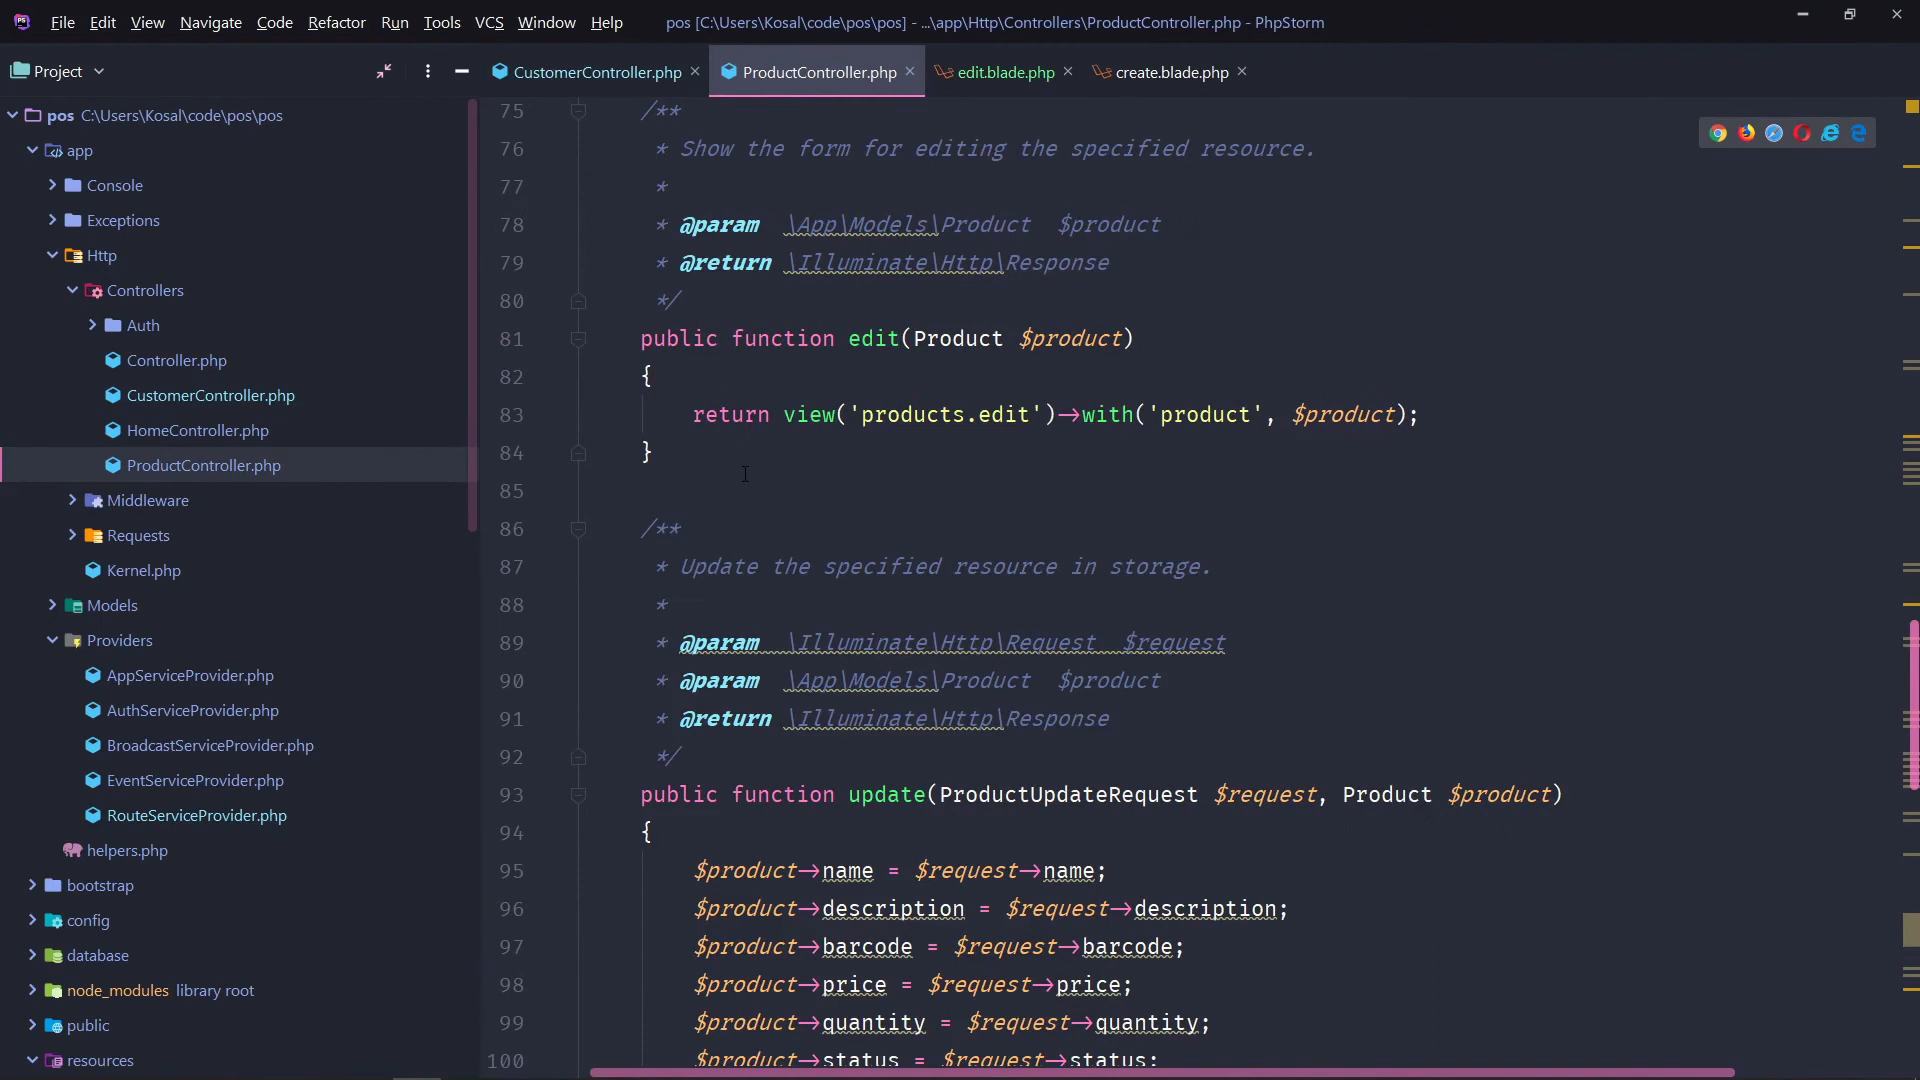 PS File Edit View Navigate Code Refactor Run Tools VCS Window Help pos [C:\Users\Kosal\code\pos\pos] - ...\app\Http\Controllers\ProductController.php - PhpStorm
Project
CustomerController.php ProductController.php edit.blade.php create.blade.php
pos C:\Users\Kosal\code\pos\pos
app
Console
Exceptions
Http
Controllers
Auth
Controller.php
CustomerController.php
HomeController.php
ProductController.php
Middleware
Requests
Kernel.php
Models
Providers
AppServiceProvider.php
AuthServiceProvider.php
BroadcastServiceProvider.php
EventServiceProvider.php
RouteServiceProvider.php
helpers.php
bootstrap
config
database
node_modules library root
public
resources
75 /**
76 * Show the form for editing the specified resource.
77 *
78 * @param \App\Models\Product $product
79 * @return \Illuminate\Http\Response
80 */
81 public function edit(Product $product)
82 {
83 return view('products.edit')->with('product', $product);
84 }
85
86 /**
87 * Update the specified resource in storage.
88 *
89 * @param \Illuminate\Http\Request $request
90 * @param \App\Models\Product $product
91 * @return \Illuminate\Http\Response
92 */
93 public function update(ProductUpdateRequest $request, Product $product)
94 {
95 $product->name = $request->name;
96 $product->description = $request->description;
97 $product->barcode = $request->barcode;
98 $product->price = $request->price;
99 $product->quantity = $request->quantity;
100 $product->status = $request->status;